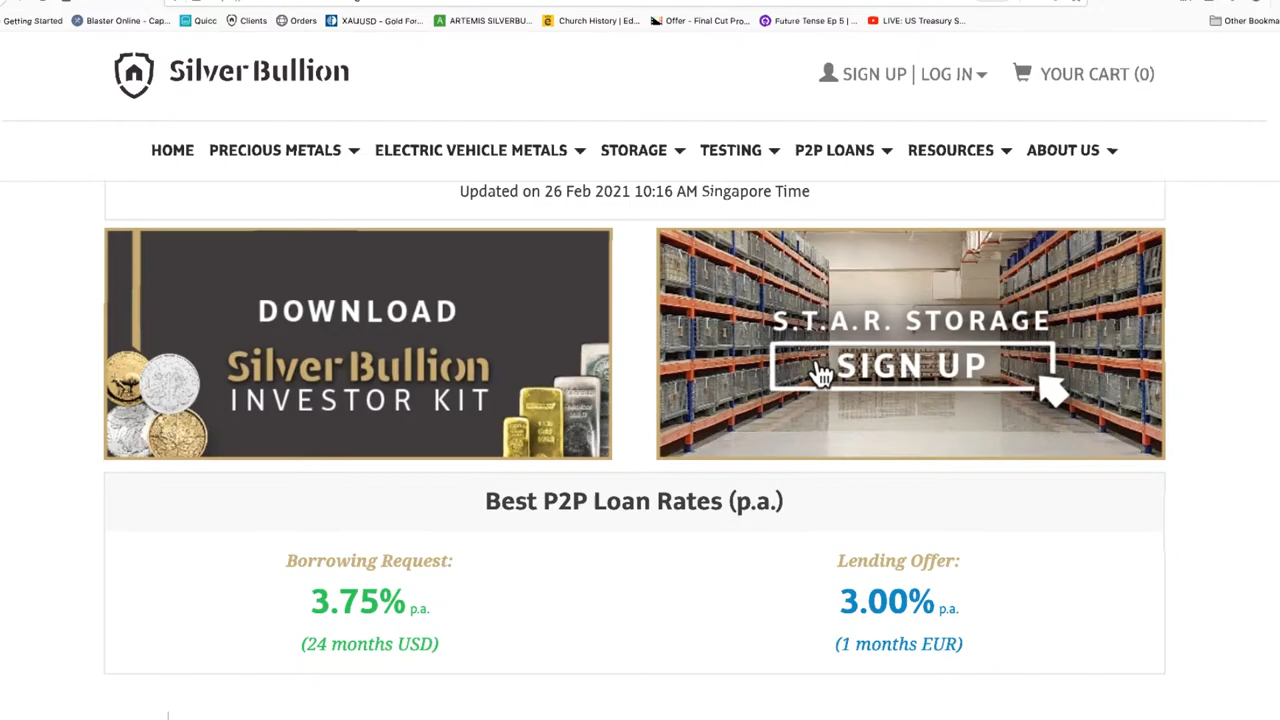 Getting Started Blaster Online - Cap... Quicc Clients Orders XAUUSD - Gold For... ARTEMIS SILVERBU... Church History | Ed... Offer - Final Cut Pro... Future Tense Ep 5 | ... LIVE: US Treasury S... Other Bookma
Silver Bullion
SIGN UP | LOG IN YOUR CART (0)
HOME PRECIOUS METALS ELECTRIC VEHICLE METALS STORAGE TESTING P2P LOANS RESOURCES ABOUT US
Updated on 26 Feb 2021 10:16 AM Singapore Time
DOWNLOAD
Silver Bullion
INVESTOR KIT
S.T.A.R. STORAGE
SIGN UP
Best P2P Loan Rates (p.a.)
Borrowing Request:
3.75% p.a.
(24 months USD)
Lending Offer:
3.00% p.a.
(1 months EUR)